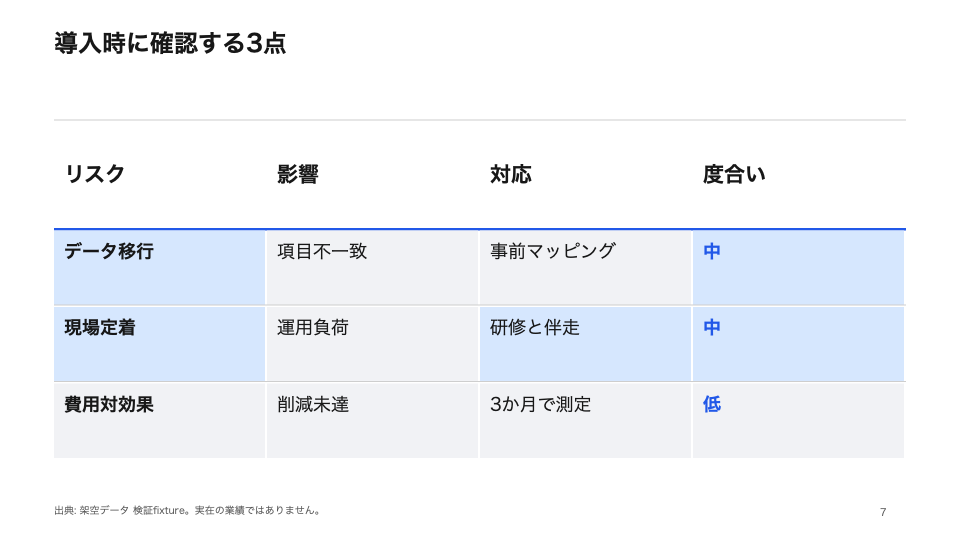 導入時に確認する3点
リスク 影響 対応 度合い
データ移行 項目不一致 事前マッピング 中
現場定着 運用負荷 研修と伴走 中
費用対効果 削減未達 3か月で測定 低
出典: 架空データ 検証fixture。実在の業績ではありません。
7